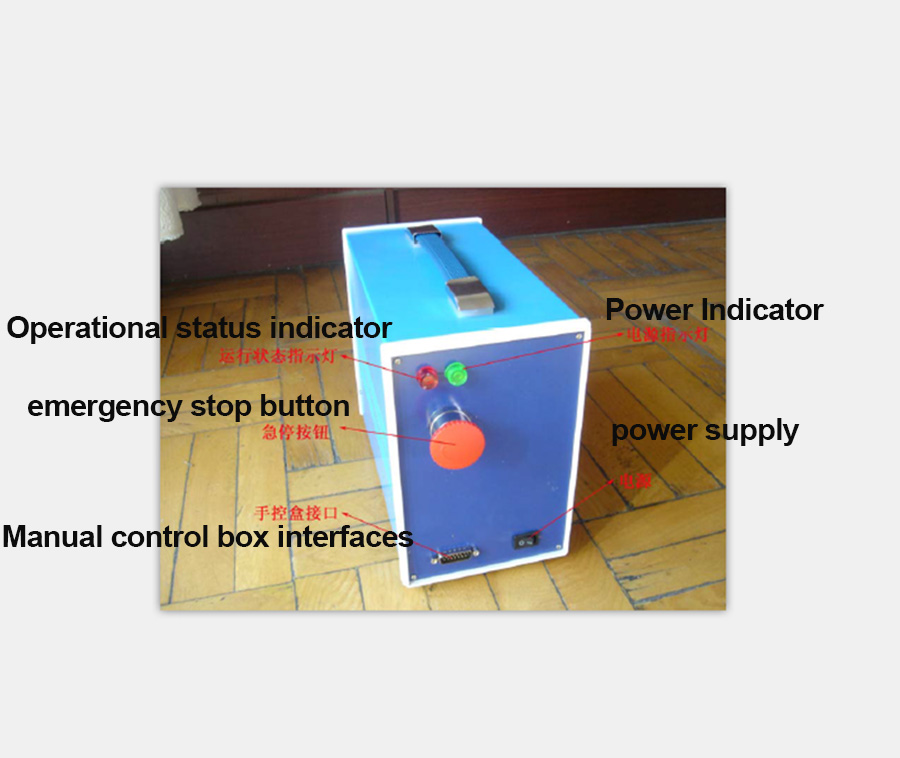 Power Indicator
电源指示灯
Operational status indicator
运行状态指示灯
emergency stop button
急停按钮
power supply
电源
手控盒接口
Manual control box interfaces